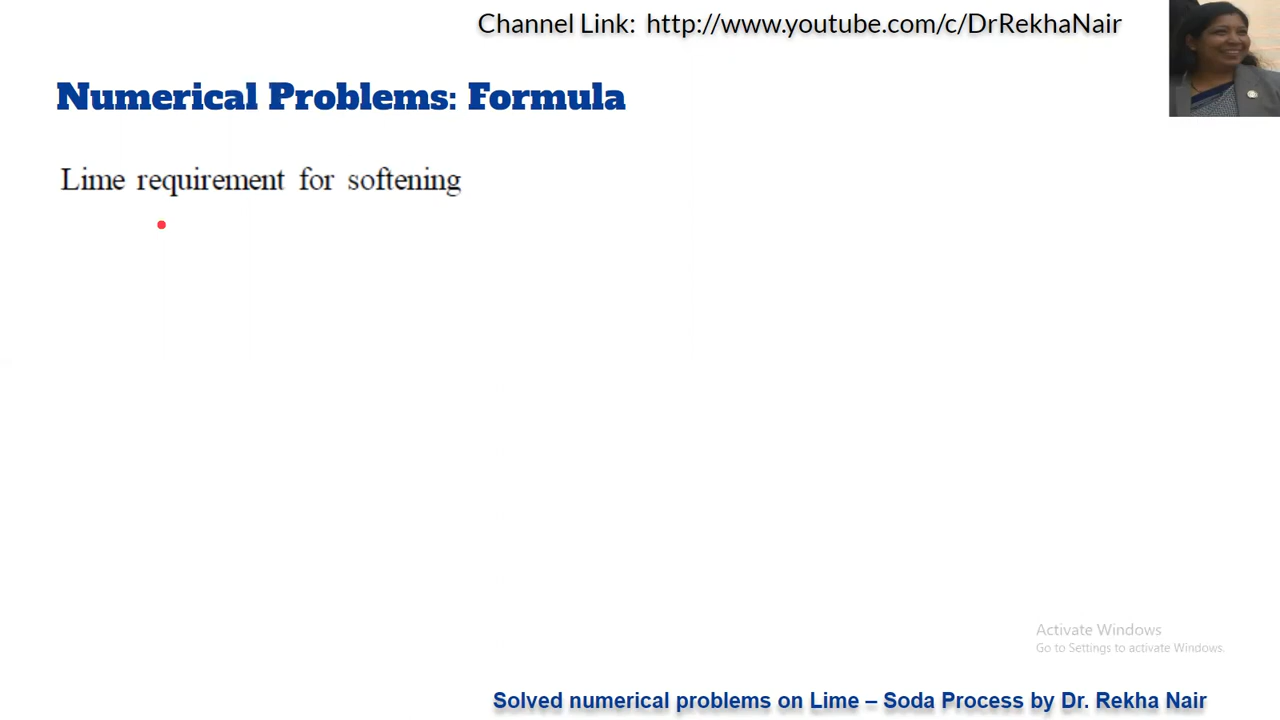 Channel Link: http://www.youtube.com/c/DrRekhaNair
Numerical Problems: Formula
Lime requirement for softening
Activate Windows
Go to Settings to activate Windows.
Solved numerical problems on Lime – Soda Process by Dr. Rekha Nair